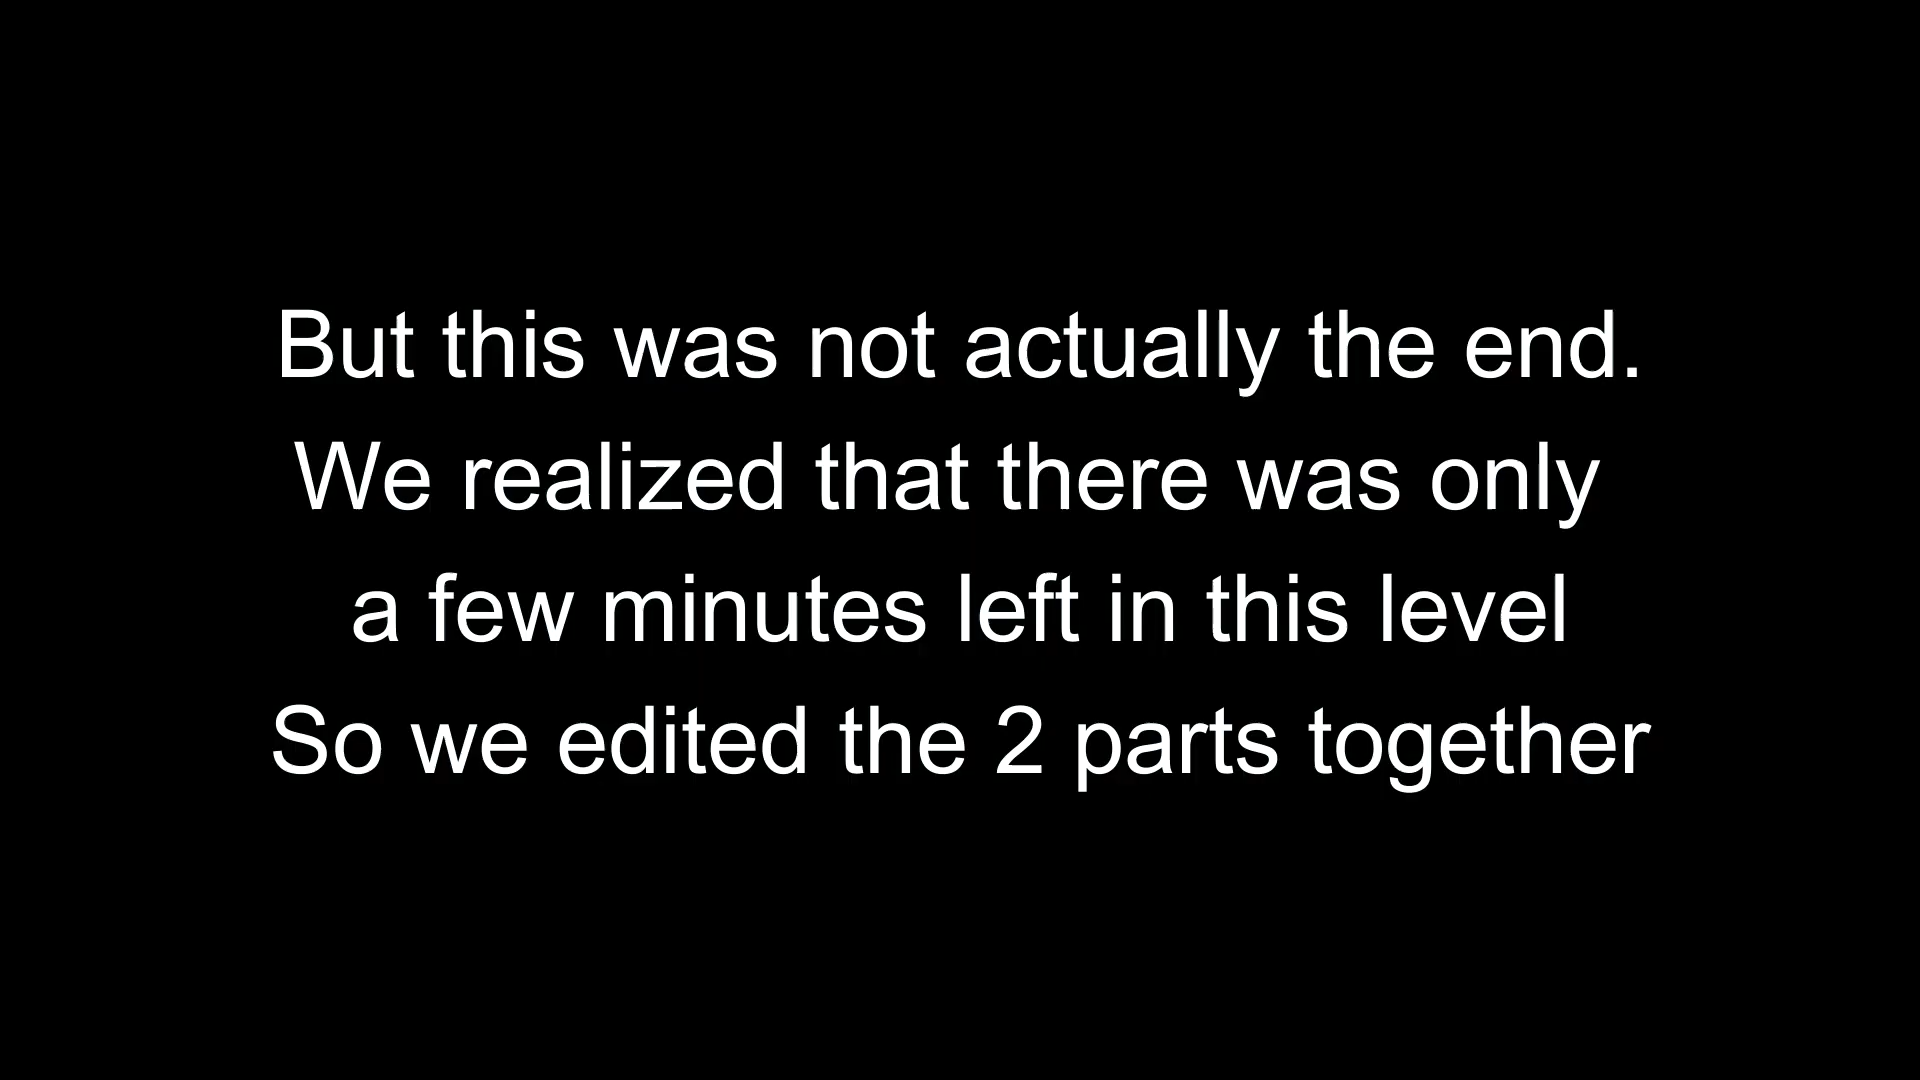 But this was not actually the end.
We realized that there was only
a few minutes left in this level
So we edited the 2 parts together